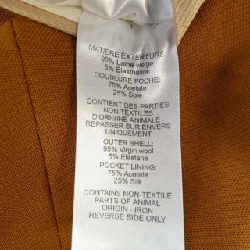 MATIÈRE EXTÉRIEURE:
95% Laine vierge
5% Elasthanne
DOUBLURE POCHE:
75% Acetate
25% Soie
CONTIENT DES PARTIES
NON TEXTILES
D'ORIGINE ANIMALE
REPASSER SUR ENVERS
UNIQUEMENT
OUTER SHELL:
95% Virgin wool
5% Elastane
POCKET LINING:
75% Acetate
25% Silk
CONTAINS NON-TEXTILE
PARTS OF ANIMAL
ORIGIN - IRON
REVERSE SIDE ONLY